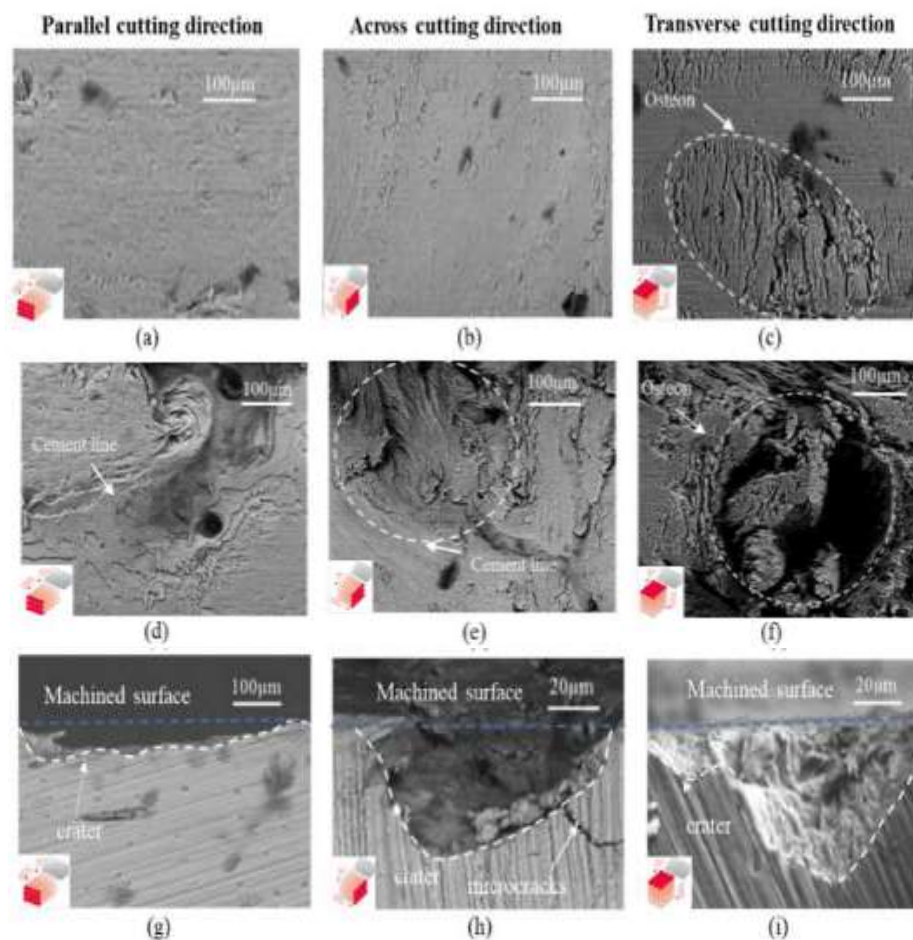 Parallel cutting direction
Across cutting direction
Transverse cutting direction
100μm
100μm
100μm
Osteon
(a)
(b)
(c)
100μm
100μm
100μm
Cement line
Cement line
Osteon
(d)
(e)
(f)
Machined surface
100μm
Machined surface
20μm
Machined surface
20μm
crater
crater
microcracks
crater
(g)
(h)
(i)